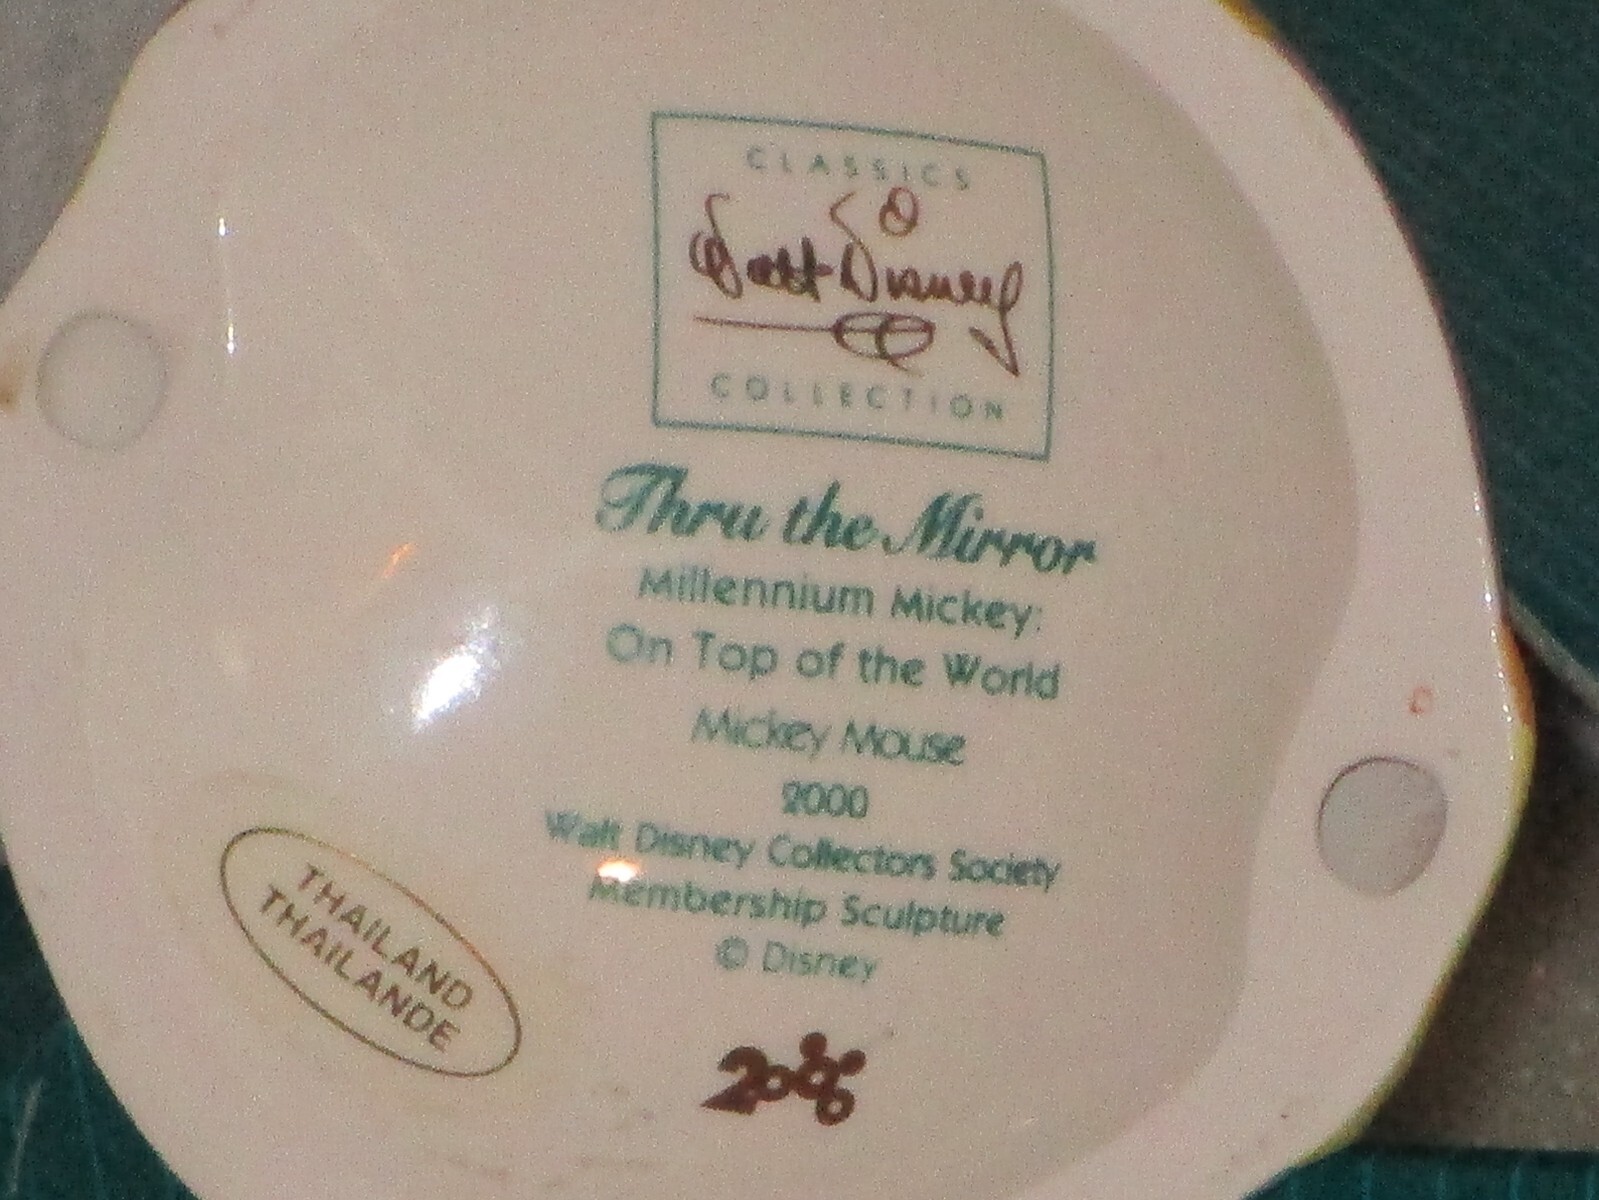 CLASSICS
Walt Disney
COLLECTION
Thru the Mirror
Millennium Mickey:
On Top of the World
Mickey Mouse
2000
Walt Disney Collectors Society
Membership Sculpture
© Disney
THAILAND
THAILANDE
2000